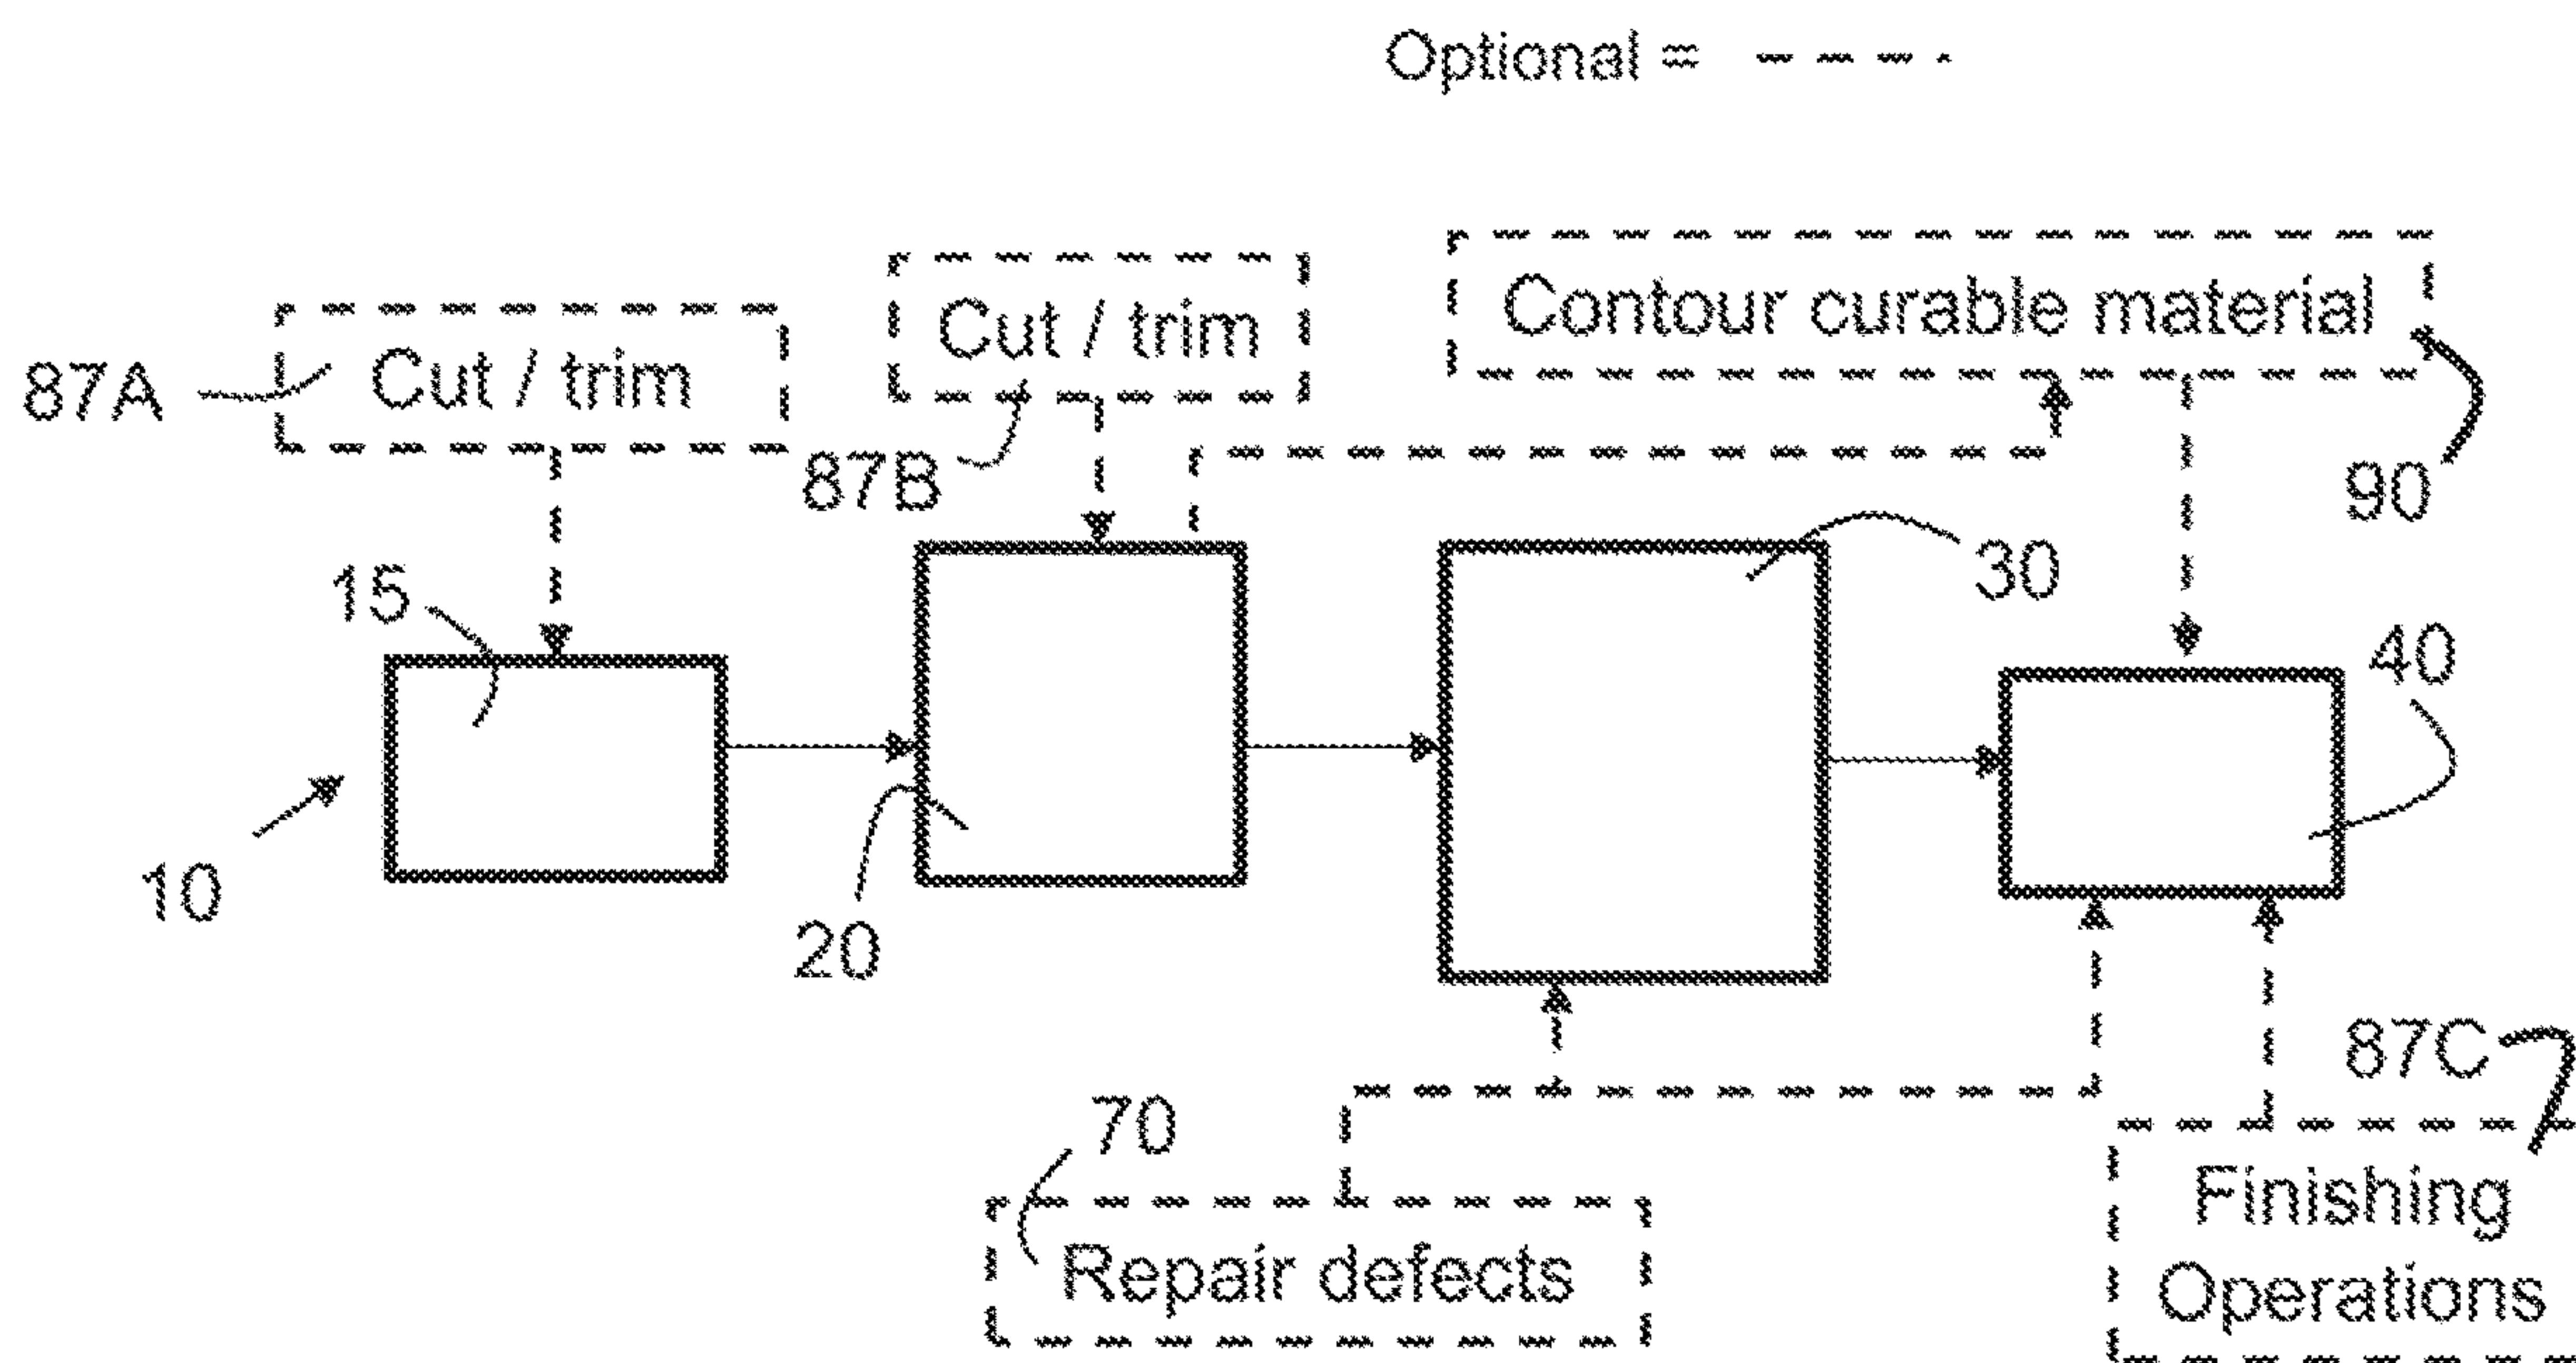 Optional = - - - -
Contour curable material
Cut / trim
Cut / trim
87A
87B
90
15
30
40
10
20
87C
70
Finishing
Operations
Repair defects